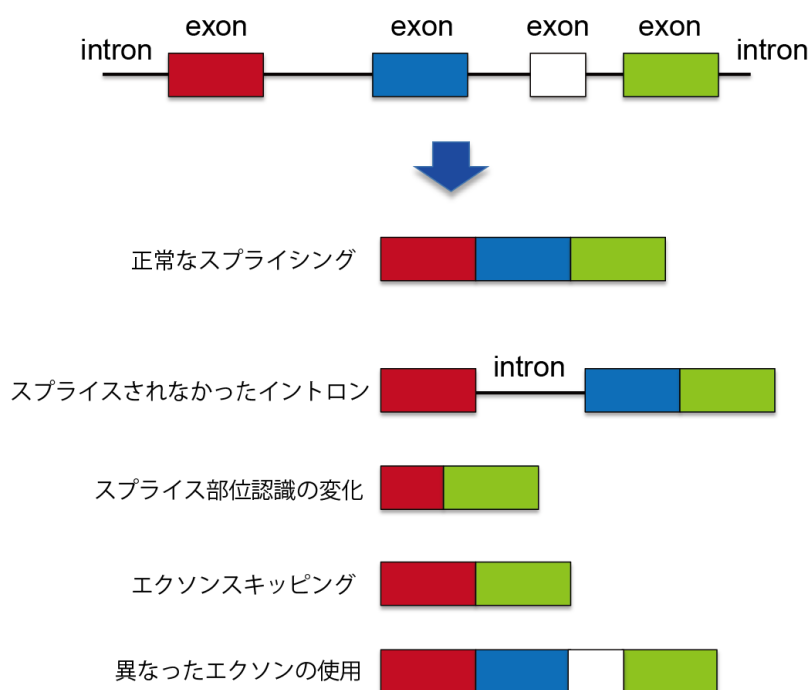 exon exon exon exon
intron intron
正常なスプライシング
intron
スプライスされなかったイントロン
スプライス部位認識の変化
エクソンスキッピング
異なったエクソンの使用